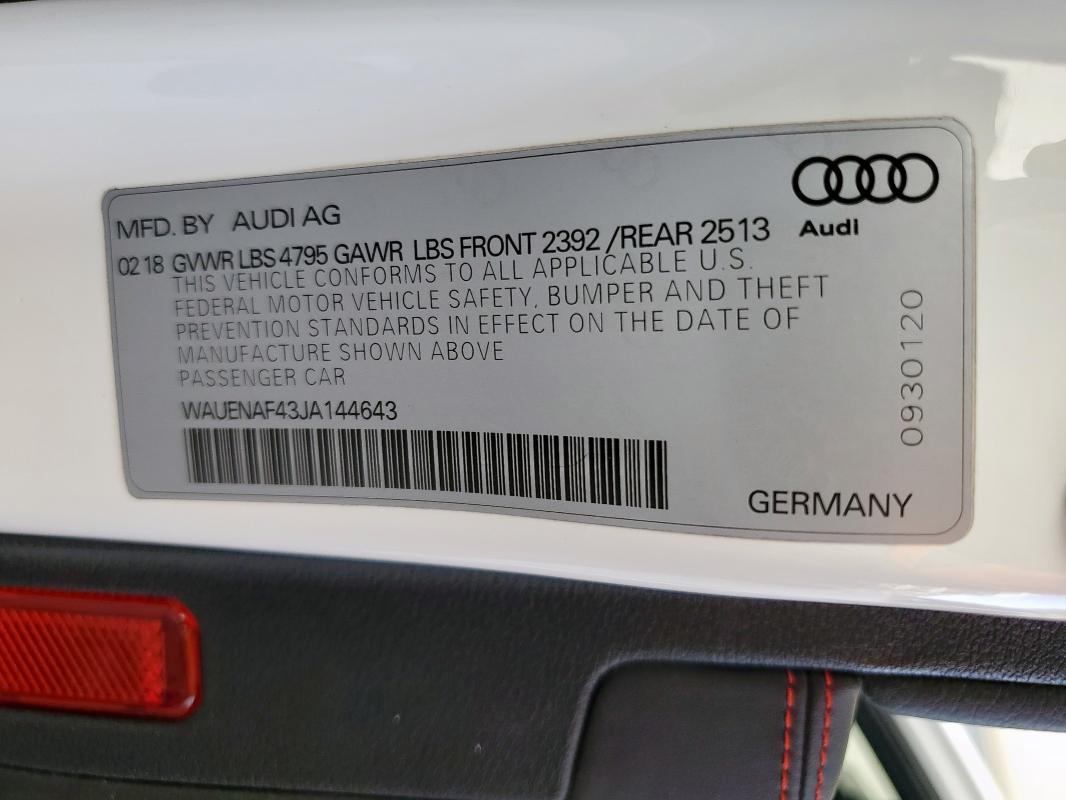 MFD. BY AUDI AG
Audi
02 18 GVWR LBS 4795 GAWR LBS FRONT 2392 /REAR 2513
THIS VEHICLE CONFORMS TO ALL APPLICABLE U.S.
FEDERAL MOTOR VEHICLE SAFETY, BUMPER AND THEFT
PREVENTION STANDARDS IN EFFECT ON THE DATE OF
MANUFACTURE SHOWN ABOVE
PASSENGER CAR
WAUENAF43JA144643
GERMANY
09301120